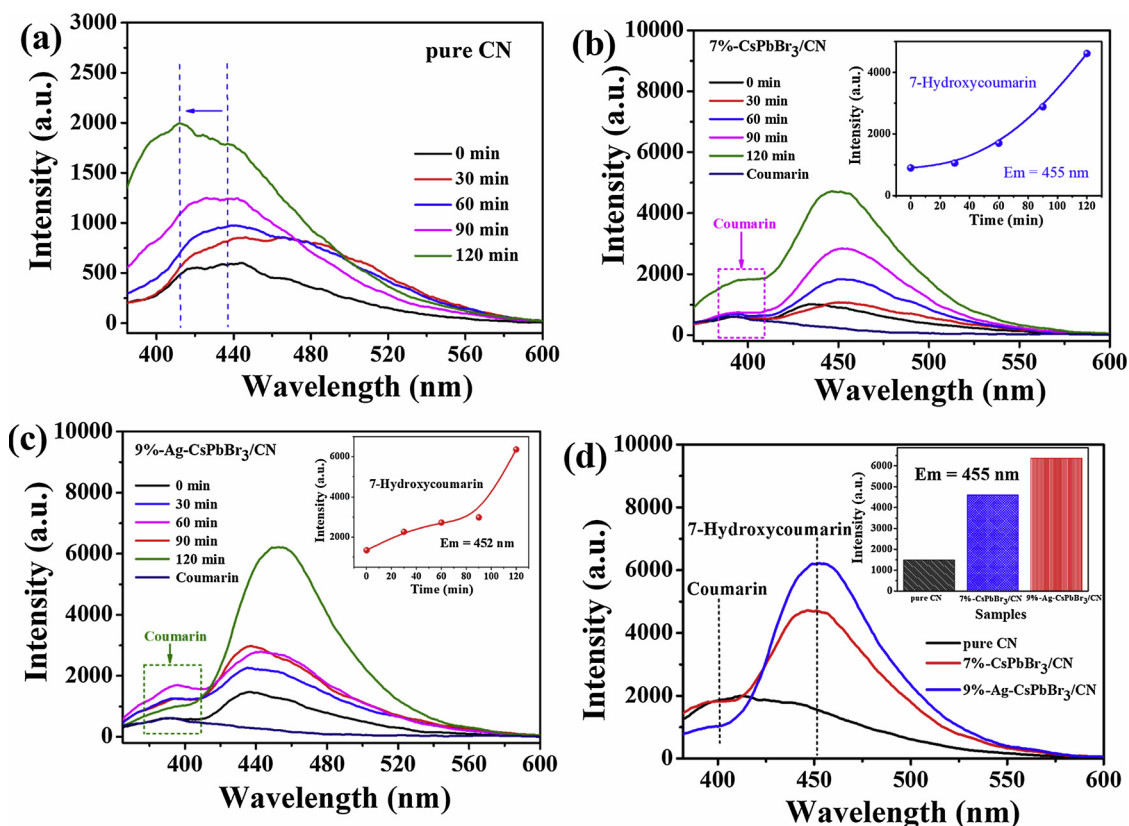 (a)
pure CN
3000
2500
2000
1500
1000
500
0
Intensity (a.u.)
0 min
30 min
60 min
90 min
120 min
400 440 480 520 560 600
Wavelength (nm)
(b)
7%-CsPbBr₃/CN
10000
8000
6000
4000
2000
0
Intensity (a.u.)
0 min
30 min
60 min
90 min
120 min
Coumarin
Coumarin
4000
2000
0
Intensity (a.u.)
7-Hydroxycoumarin
Em = 455 nm
0 20 40 60 80 100 120
Time (min)
400 450 500 550 600
Wavelength (nm)
(c)
9%-Ag-CsPbBr₃/CN
10000
8000
6000
4000
2000
0
Intensity (a.u.)
0 min
30 min
60 min
90 min
120 min
Coumarin
Coumarin
6000
4000
2000
0
Intensity (a.u.)
7-Hydroxycoumarin
Em = 452 nm
0 20 40 60 80 100 120
Time (min)
400 440 480 520 560 600
Wavelength (nm)
(d)
10000
8000
6000
4000
2000
0
Intensity (a.u.)
7-Hydroxycoumarin
Coumarin
6000
5000
4000
3000
2000
1000
0
Intensity (a.u.)
Em = 455 nm
pure CN 7%-CsPbBr₃/CN 9%-Ag-CsPbBr₃/CN
Samples
pure CN
7%-CsPbBr₃/CN
9%-Ag-CsPbBr₃/CN
400 450 500 550 600
Wavelength (nm)